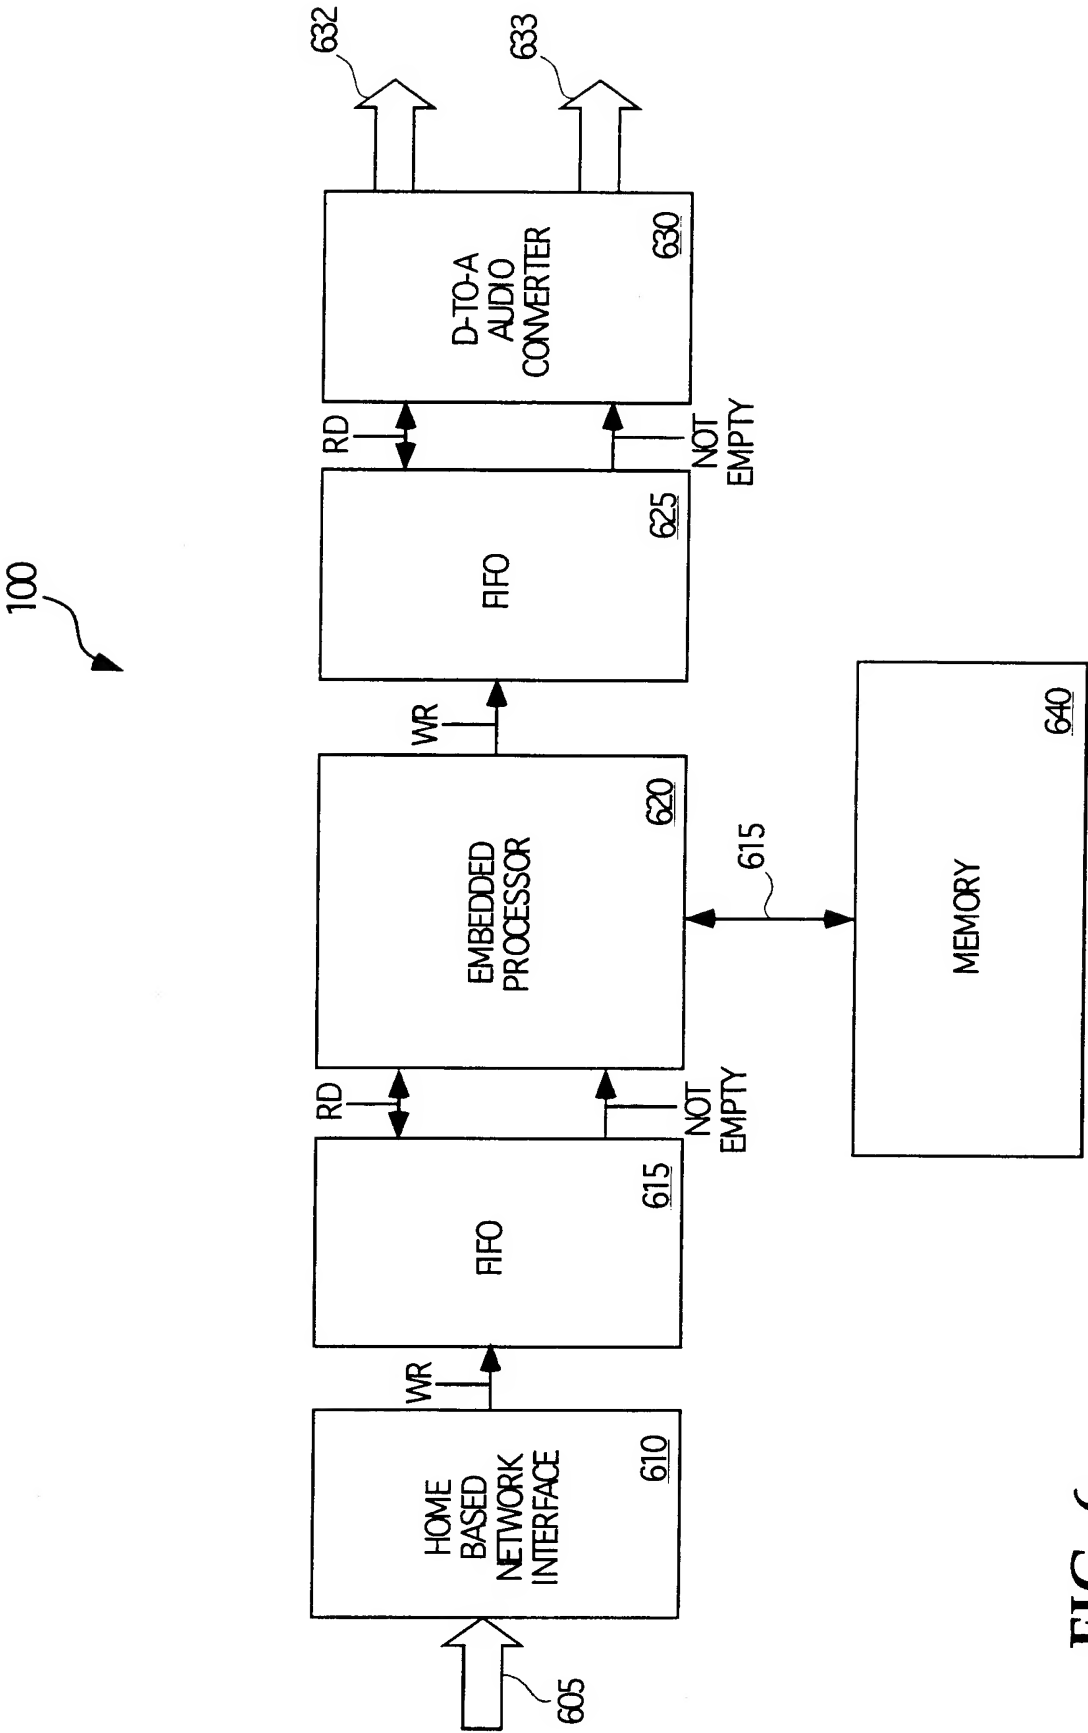 100
605
HOME
BASED
NETWORK
INTERFACE
610
WR
FIFO
615
RD
NOT
EMPTY
EMBEDDED
PROCESSOR
620
WR
FIFO
625
RD
NOT
EMPTY
D-TO-A
AUDIO
CONVERTER
630
632
633
615
MEMORY
640
FIG.